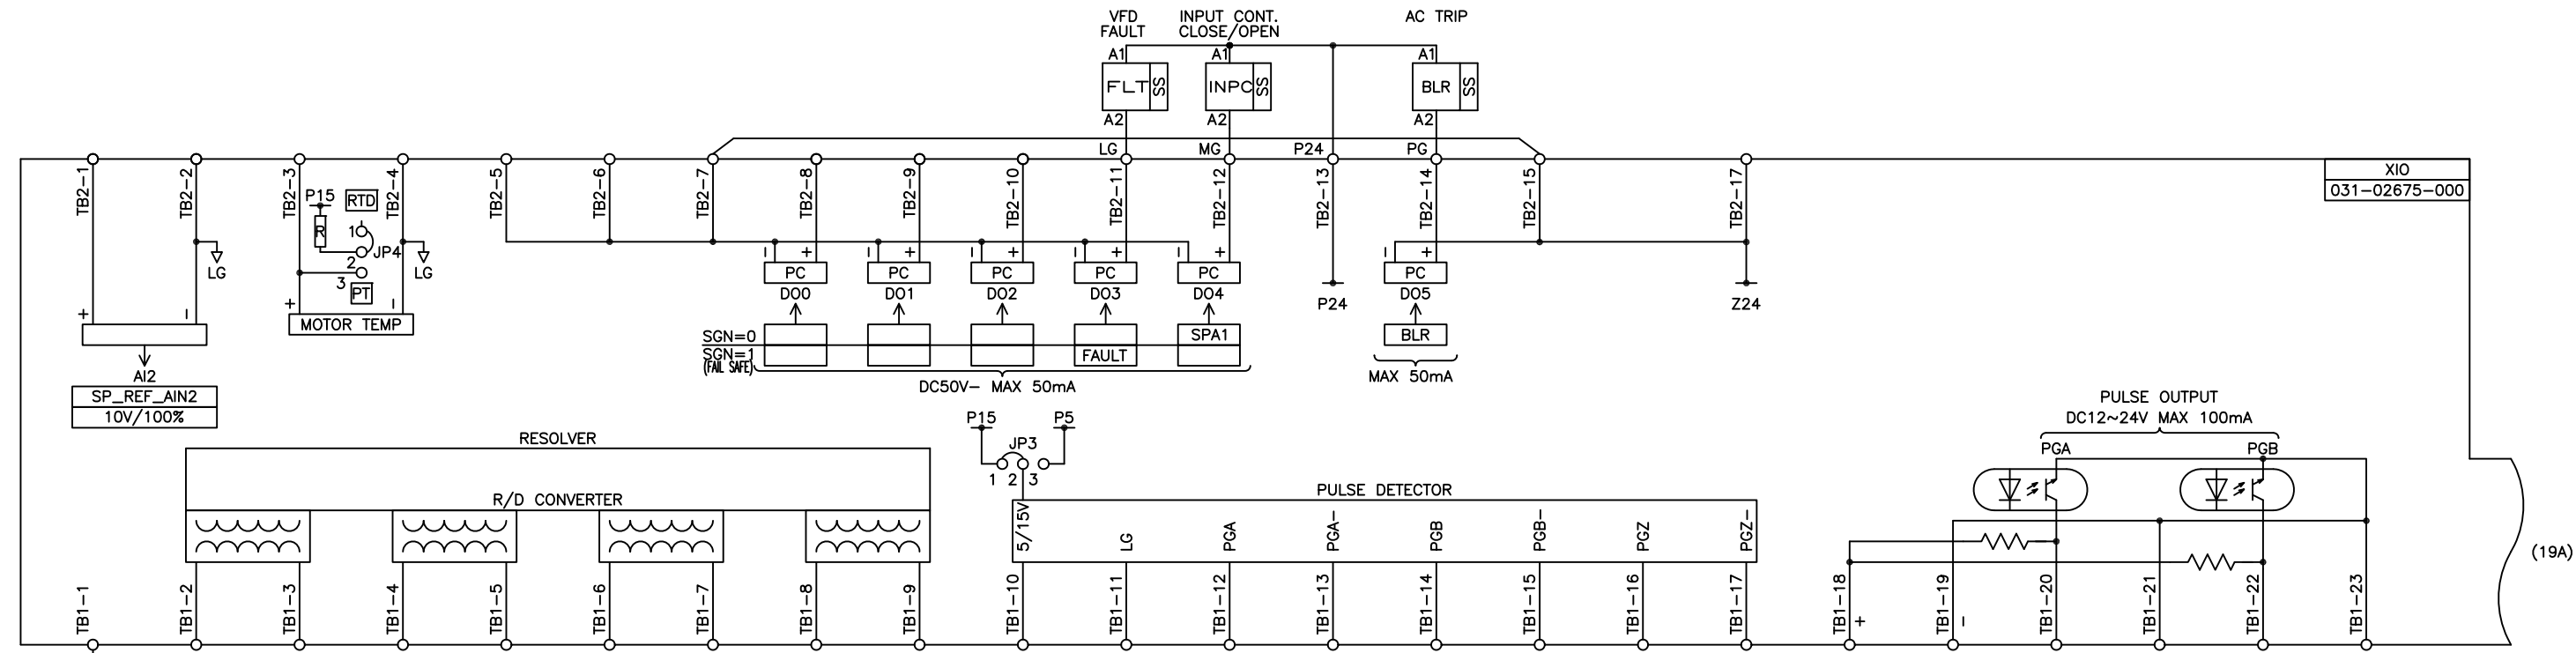 VFD
FAULT
INPUT CONT.
CLOSE/OPEN
AC TRIP
A1
A1
A1
FLT SS
INPC SS
BLR SS
A2
A2
A2
LG
MG
P24
PG
TB2-1
TB2-2
TB2-3
TB2-4
TB2-5
TB2-6
TB2-7
TB2-8
TB2-9
TB2-10
TB2-11
TB2-12
TB2-13
TB2-14
TB2-15
TB2-17
XIO
031-02675-000
P15
RTD
R
1
JP4
2
3
PT
LG
LG
+ -
+ -
MOTOR TEMP
- +
- +
- +
- +
- +
- +
PC
PC
PC
PC
PC
PC
DO0
DO1
DO2
DO3
DO4
DO5
P24
Z24
SGN=0
SPA1
BLR
SGN=1
(FAIL SAFE)
FAULT
DC50V- MAX 50mA
MAX 50mA
AI2
SP_REF_AIN2
10V/100%
RESOLVER
R/D CONVERTER
P15
P5
JP3
1 2 3
PULSE DETECTOR
5/15V
LG
PGA
PGA-
PGB
PGB-
PGZ
PGZ-
PULSE OUTPUT
DC12~24V MAX 100mA
PGA
PGB
(19A)
TB1-1
TB1-2
TB1-3
TB1-4
TB1-5
TB1-6
TB1-7
TB1-8
TB1-9
TB1-10
TB1-11
TB1-12
TB1-13
TB1-14
TB1-15
TB1-16
TB1-17
TB1-18
+
TB1-19
-
TB1-20
TB1-21
TB1-22
TB1-23